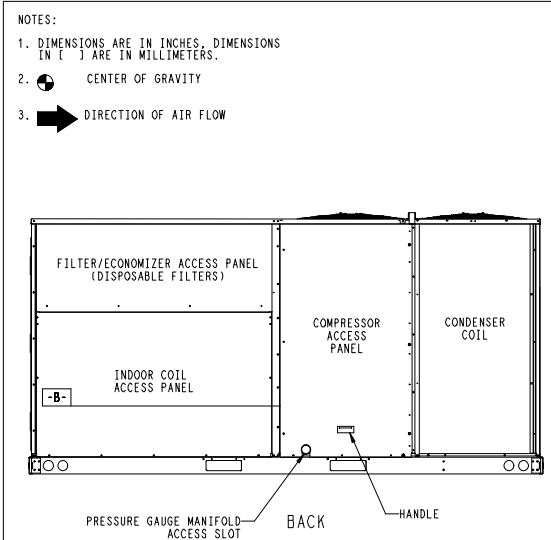 NOTES:
1. DIMENSIONS ARE IN INCHES, DIMENSIONS
IN [ ] ARE IN MILLIMETERS.
2. CENTER OF GRAVITY
3. DIRECTION OF AIR FLOW
FILTER/ECONOMIZER ACCESS PANEL
(DISPOSABLE FILTERS)
COMPRESSOR
ACCESS
PANEL
CONDENSER
COIL
INDOOR COIL
ACCESS PANEL
-B-
PRESSURE GAUGE MANIFOLD
ACCESS SLOT
BACK
HANDLE